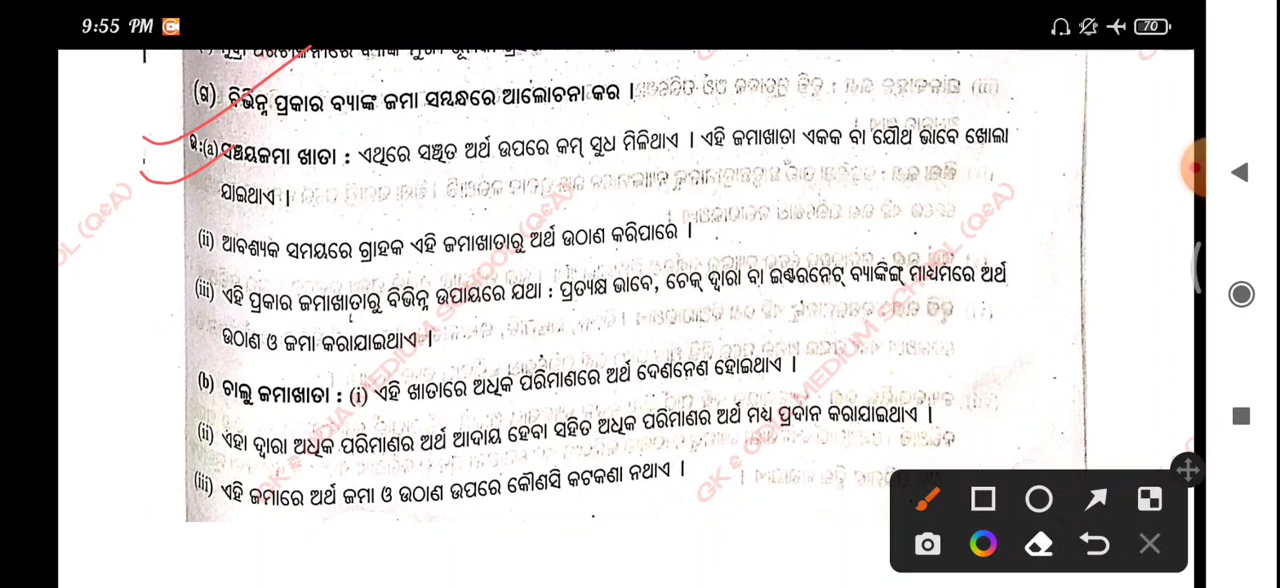 9:55 PM
70
(ଗ) ବିଭିନ୍ନ ପ୍ରକାର ବ୍ୟାଙ୍କ ଜମା ସମ୍ବନ୍ଧରେ ଆଲୋଚନା କର ।
ଉ:(a) ସଞ୍ଚୟଜମା ଖାତା : ଏଥିରେ ସଞ୍ଚିତ ଅର୍ଥ ଉପରେ କମ୍ ସୁଧ ମିଳିଥାଏ । ଏହି ଜମାଖାତା ଏକକ ବା ଯୌଥ ଭାବେ ଖୋଲା
ଯାଇଥାଏ ।
(ii) ଆବଶ୍ୟକ ସମୟରେ ଗ୍ରାହକ ଏହି ଜମାଖାତାରୁ ଅର୍ଥ ଉଠାଣ କରିପାରେ ।
(iii) ଏହି ପ୍ରକାର ଜମାଖାତାରୁ ବିଭିନ୍ନ ଉପାୟରେ ଯଥା : ପ୍ରତ୍ୟକ୍ଷ ଭାବେ, ଚେକ୍ ଦ୍ୱାରା ବା ଇଣ୍ଟରନେଟ୍ ବ୍ୟାଙ୍କିଙ୍ଗ୍ ମାଧ୍ୟମରେ ଅର୍ଥ
ଉଠାଣ ଓ ଜମା କରାଯାଇଥାଏ ।
(b) ଚାଲୁ ଜମାଖାତା : (i) ଏହି ଖାତାରେ ଅଧିକ ପରିମାଣରେ ଅର୍ଥ ଦେଣନେଣ ହୋଇଥାଏ ।
(ii) ଏହା ଦ୍ୱାରା ଅଧିକ ପରିମାଣର ଅର୍ଥ ଆଦାୟ ହେବା ସହିତ ଅଧିକ ପରିମାଣର ଅର୍ଥ ମଧ୍ୟ ପ୍ରଦାନ କରାଯାଇଥାଏ ।
(iii) ଏହି ଜମାରେ ଅର୍ଥ ଜମା ଓ ଉଠାଣ ଉପରେ କୌଣସି କଟକଣା ନଥାଏ ।